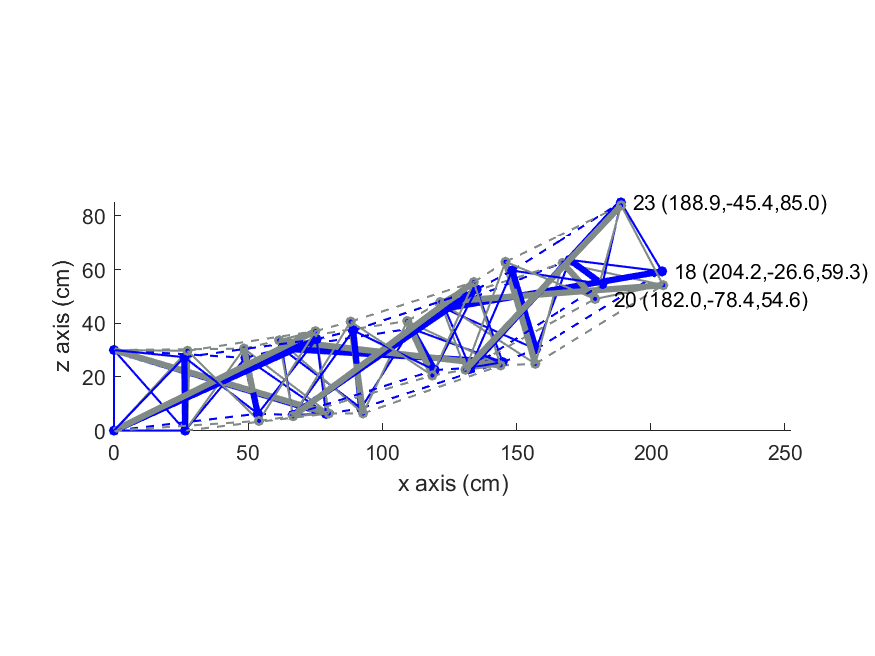 80
60
40
20
0
z axis (cm)
23 (188.9,-45.4,85.0)
18 (204.2,-26.6,59.3)
20 (182.0,-78.4,54.6)
0 50 100 150 200 250
x axis (cm)